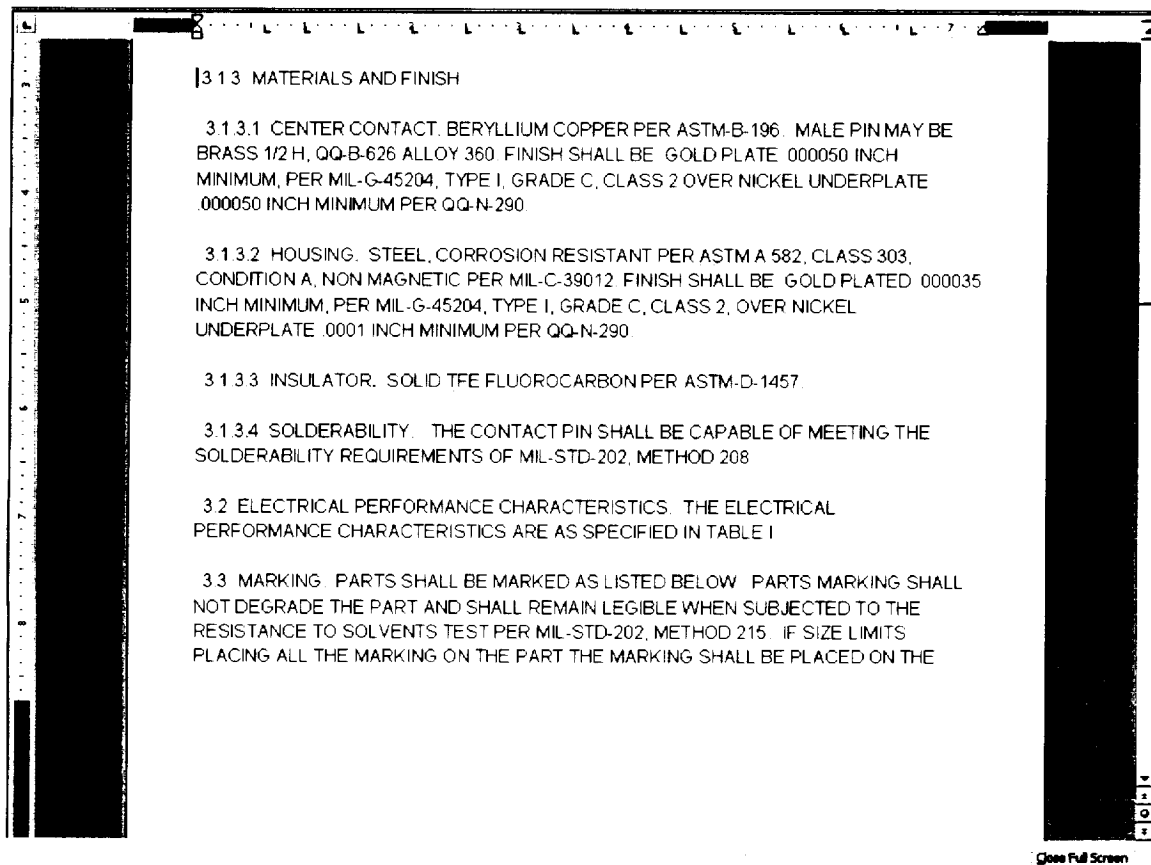 3.1.3 MATERIALS AND FINISH
3.1.3.1 CENTER CONTACT. BERYLLIUM COPPER PER ASTM-B-196. MALE PIN MAY BE
BRASS 1/2 H, QQ-B-626 ALLOY 360. FINISH SHALL BE GOLD PLATE .000050 INCH
MINIMUM, PER MIL-G-45204, TYPE I, GRADE C, CLASS 2 OVER NICKEL UNDERPLATE
.000050 INCH MINIMUM PER QQ-N-290.
3.1.3.2 HOUSING. STEEL, CORROSION RESISTANT PER ASTM A 582, CLASS 303,
CONDITION A, NON MAGNETIC PER MIL-C-39012. FINISH SHALL BE GOLD PLATED .000035
INCH MINIMUM, PER MIL-G-45204, TYPE I, GRADE C, CLASS 2, OVER NICKEL
UNDERPLATE .0001 INCH MINIMUM PER QQ-N-290.
3.1.3.3 INSULATOR. SOLID TFE FLUOROCARBON PER ASTM-D-1457.
3.1.3.4 SOLDERABILITY. THE CONTACT PIN SHALL BE CAPABLE OF MEETING THE
SOLDERABILITY REQUIREMENTS OF MIL-STD-202, METHOD 208
3.2 ELECTRICAL PERFORMANCE CHARACTERISTICS. THE ELECTRICAL
PERFORMANCE CHARACTERISTICS ARE AS SPECIFIED IN TABLE I
3.3 MARKING. PARTS SHALL BE MARKED AS LISTED BELOW. PARTS MARKING SHALL
NOT DEGRADE THE PART AND SHALL REMAIN LEGIBLE WHEN SUBJECTED TO THE
RESISTANCE TO SOLVENTS TEST PER MIL-STD-202, METHOD 215. IF SIZE LIMITS
PLACING ALL THE MARKING ON THE PART THE MARKING SHALL BE PLACED ON THE
Close Full Screen